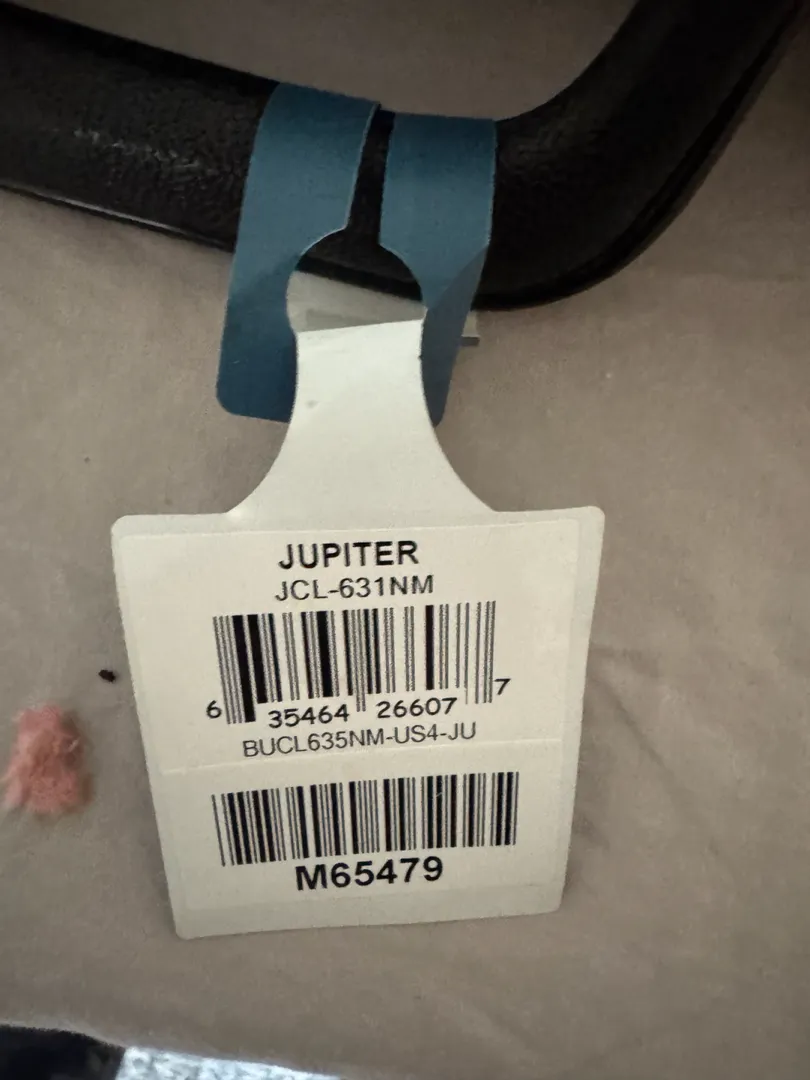 JUPITER
JCL-631NM
6 35464 26607 7
BUCL635NM-US4-JU
M65479